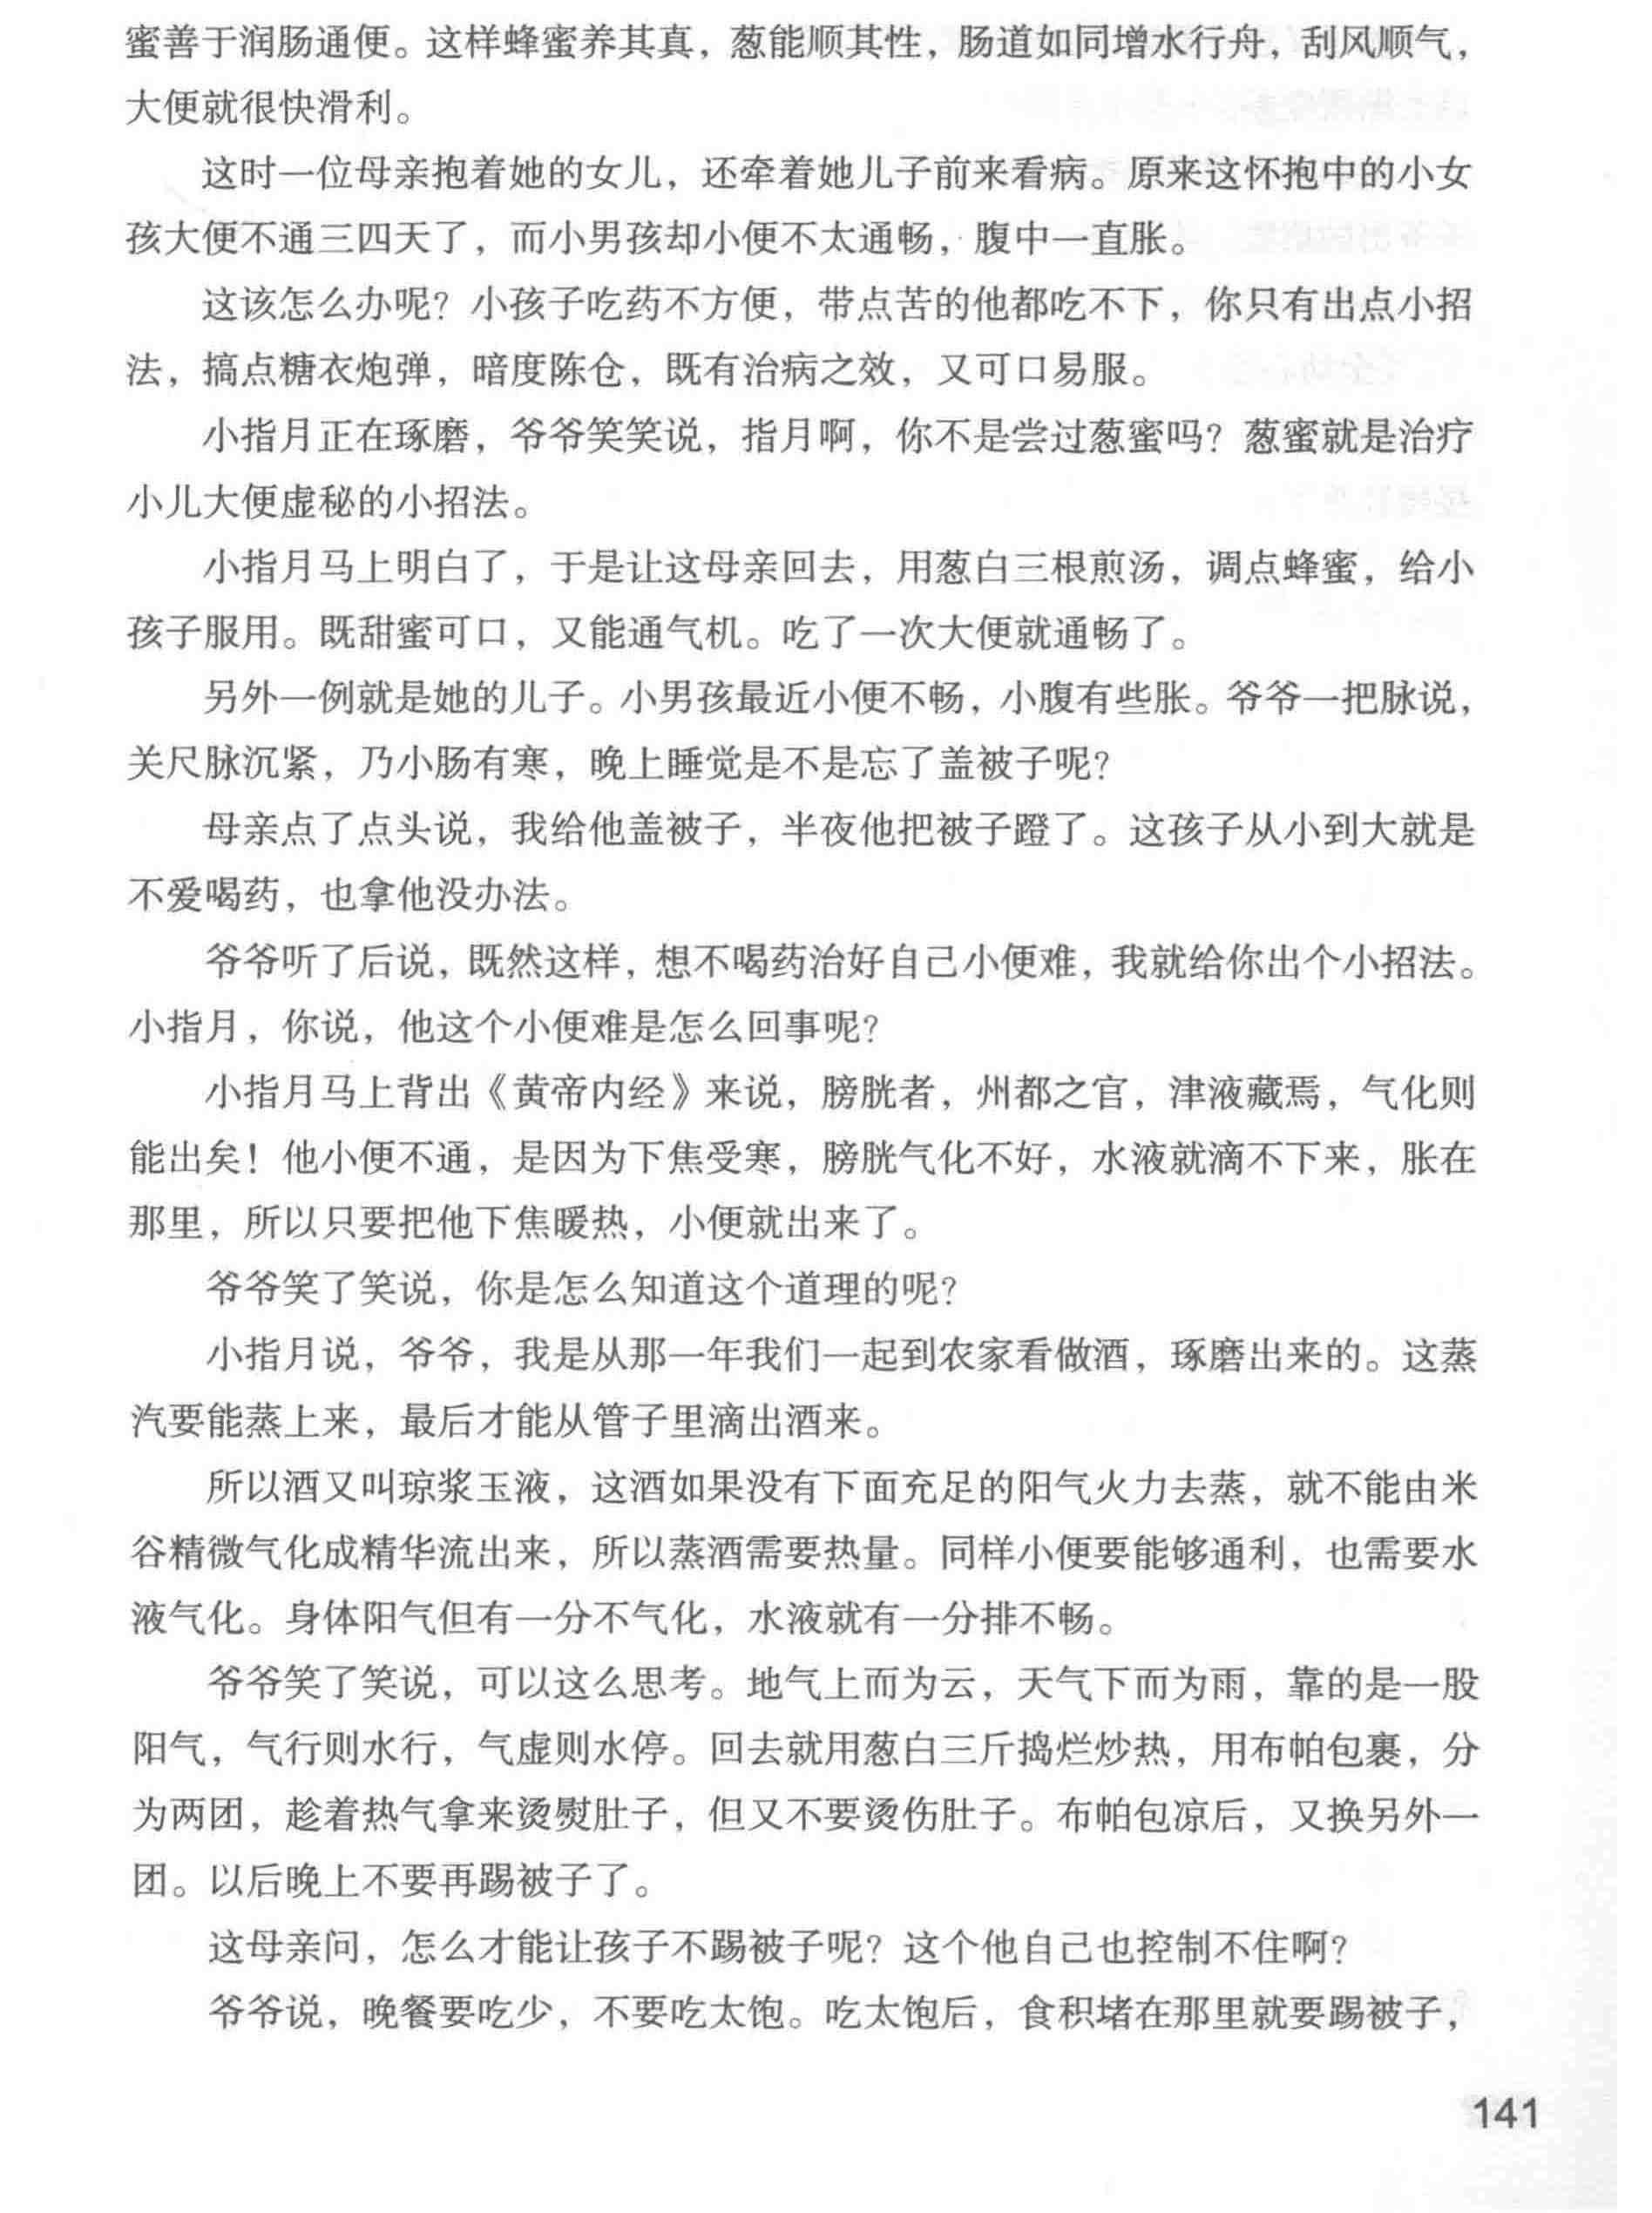 蜜善于润肠通便。这样蜂蜜养其真，葱能顺其性，肠道如同增水行舟，刮风顺气，
大便就很快滑利。
这时一位母亲抱着她的女儿，还牵着她儿子前来看病。原来这怀抱中的小女
孩大便不通三四天了，而小男孩却小便不太通畅，腹中一直胀。
这该怎么办呢？小孩子吃药不方便，带点苦的他都吃不下，你只有出点小招
法，搞点糖衣炮弹，暗度陈仓，既有治病之效，又可口易服。
小指月正在琢磨，爷爷笑笑说，指月啊，你不是尝过葱蜜吗？葱蜜就是治疗
小儿大便虚秘的小招法。
小指月马上明白了，于是让这母亲回去，用葱白三根煎汤，调点蜂蜜，给小
孩子服用。既甜蜜可口，又能通气机。吃了一次大便就通畅了。
另外一例就是她的儿子。小男孩最近小便不畅，小腹有些胀。爷爷一把脉说，
关尺脉沉紧，乃小肠有寒，晚上睡觉是不是忘了盖被子呢？
母亲点了点头说，我给他盖被子，半夜他把被子蹬了。这孩子从小到大就是
不爱喝药，也拿他没办法。
爷爷听了后说，既然这样，想不喝药治好自己小便难，我就给你出个小招法。
小指月，你说，他这个小便难是怎么回事呢？
小指月马上背出《黄帝内经》来说，膀胱者，州都之官，津液藏焉，气化则
能出矣！他小便不通，是因为下焦受寒，膀胱气化不好，水液就滴不下来，胀在
那里，所以只要把他下焦暖热，小便就出来了。
爷爷笑了笑说，你是怎么知道这个道理的呢？
小指月说，爷爷，我是从那一年我们一起到农家看做酒，琢磨出来的。这蒸
汽要能蒸上来，最后才能从管子里滴出酒来。
所以酒又叫琼浆玉液，这酒如果没有下面充足的阳气火力去蒸，就不能由米
谷精微气化成精华流出来，所以蒸酒需要热量。同样小便要能够通利，也需要水
液气化。身体阳气但有一分不气化，水液就有一分排不畅。
爷爷笑了笑说，可以这么思考。地气上而为云，天气下而为雨，靠的是一股
阳气，气行则水行，气虚则水停。回去就用葱白三斤捣烂炒热，用布帕包裹，分
为两团，趁着热气拿来烫熨肚子，但又不要烫伤肚子。布帕包凉后，又换另外一
团。以后晚上不要再踢被子了。
这母亲问，怎么才能让孩子不踢被子呢？这个他自己也控制不住啊？
爷爷说，晚餐要吃少，不要吃太饱。吃太饱后，食积堵在那里就要踢被子，
141